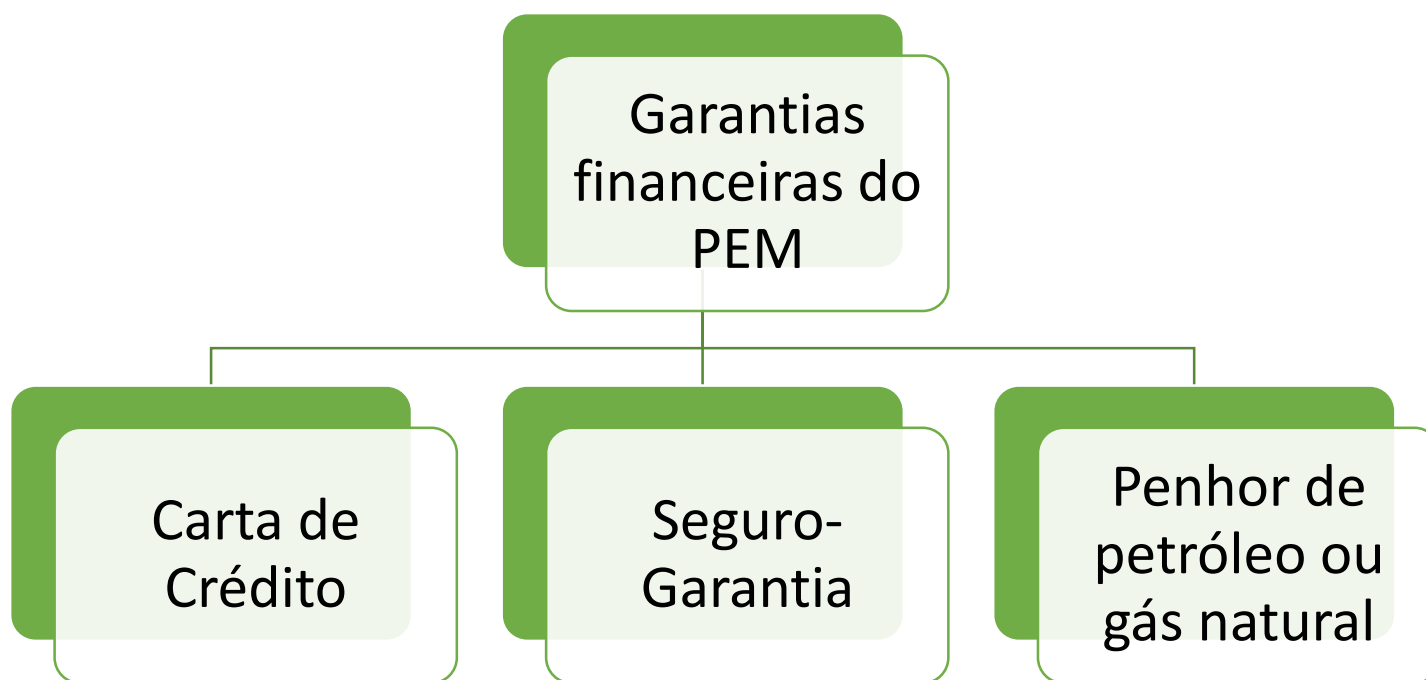 Garantias
financeiras do
PEM
Carta de
Crédito
Seguro-
Garantia
Penhor de
petróleo ou
gás natural